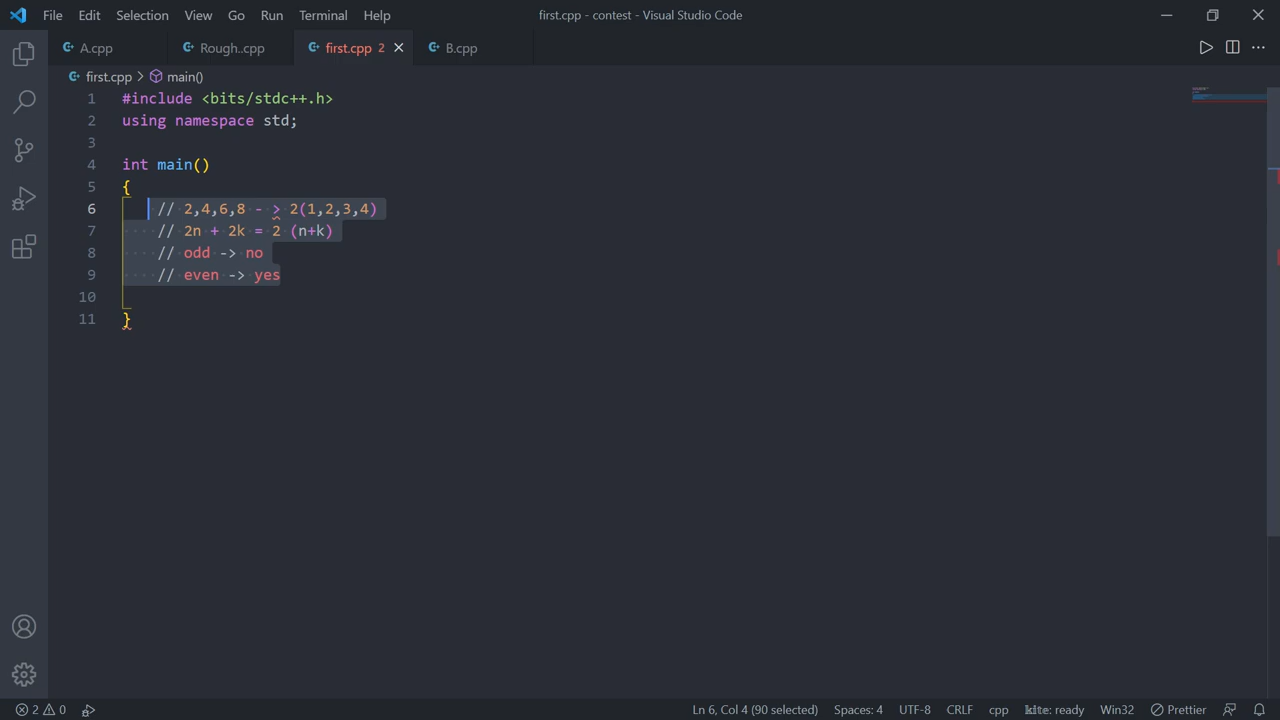 File Edit Selection View Go Run Terminal Help first.cpp - contest - Visual Studio Code
A.cpp Rough..cpp first.cpp 2 B.cpp
first.cpp > main()
1 #include <bits/stdc++.h>
2 using namespace std;
3
4 int main()
5 {
6 // 2,4,6,8 - > 2(1,2,3,4)
7 // 2n + 2k = 2 (n+k)
8 // odd -> no
9 // even -> yes
10
11 }
2 0 Ln 6, Col 4 (90 selected) Spaces: 4 UTF-8 CRLF cpp kite: ready Win32 Prettier